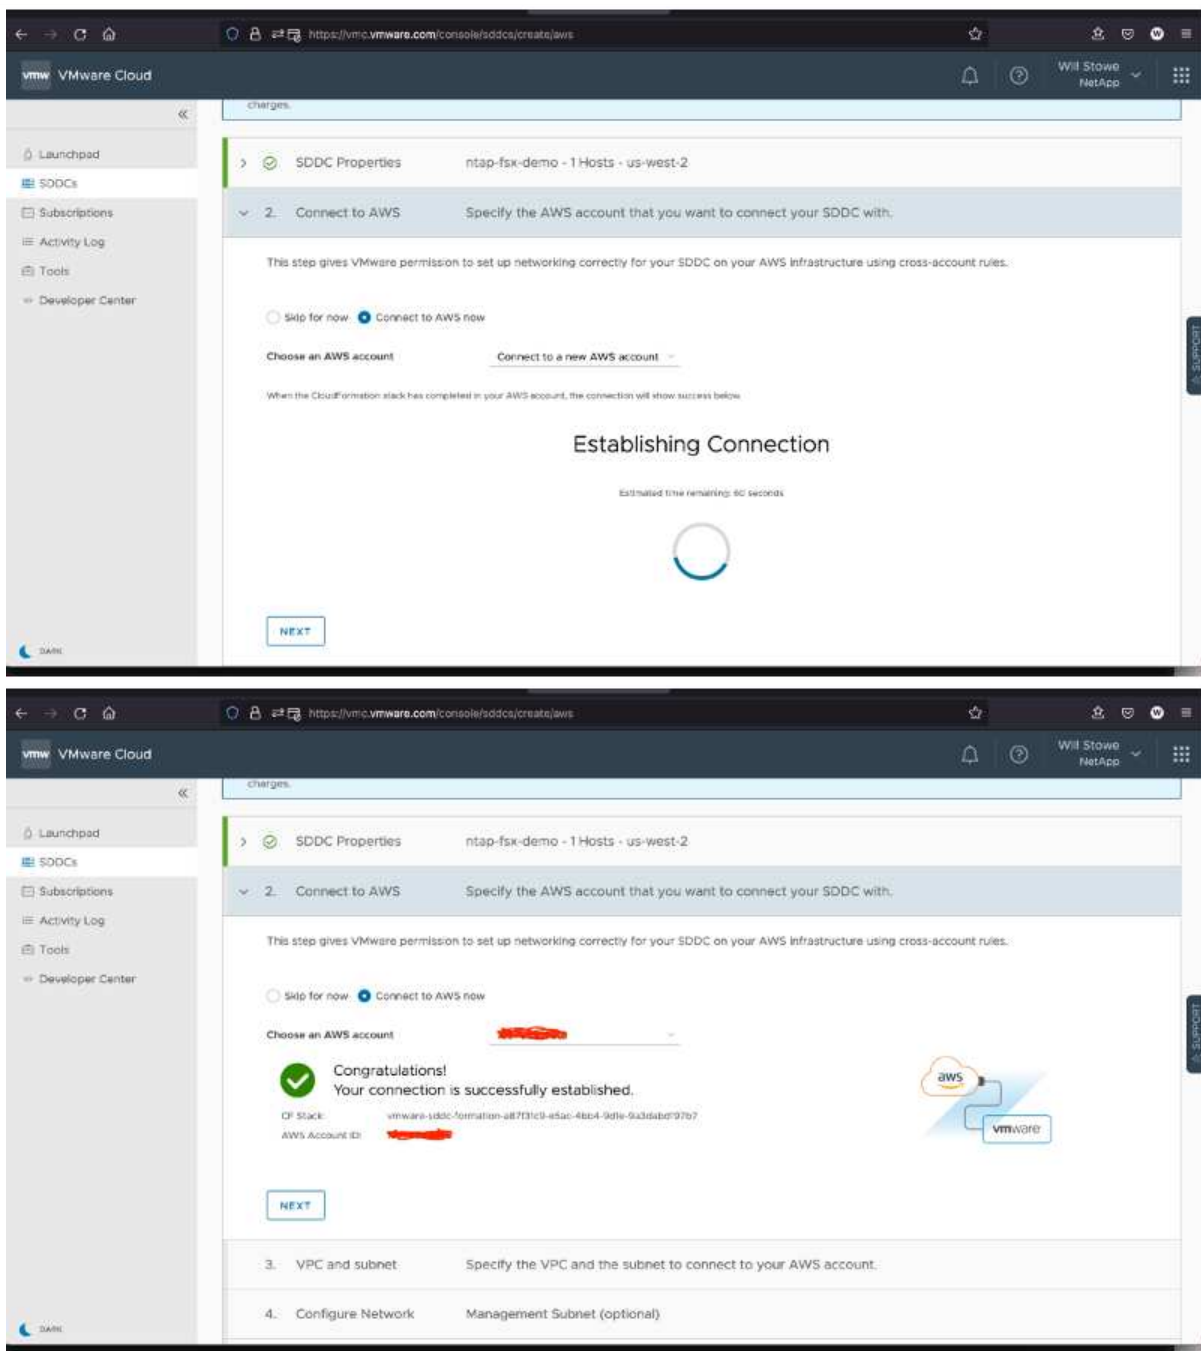 https://vmc.vmware.com/console/sddcs/create/aws
vmw VMware Cloud
Will Stowe
NetApp
charges.
Launchpad
SDDCs
Subscriptions
Activity Log
Tools
Developer Center
SDDC Properties ntap-fsx-demo - 1 Hosts - us-west-2
2. Connect to AWS Specify the AWS account that you want to connect your SDDC with.
This step gives VMware permission to set up networking correctly for your SDDC on your AWS infrastructure using cross-account rules.
Skip for now Connect to AWS now
Choose an AWS account Connect to a new AWS account
When the CloudFormation stack has completed in your AWS account, the connection will show success below.
Establishing Connection
Estimated time remaining: 60 seconds
NEXT
SUPPORT
DARK
https://vmc.vmware.com/console/sddcs/create/aws
vmw VMware Cloud
Will Stowe
NetApp
charges.
Launchpad
SDDCs
Subscriptions
Activity Log
Tools
Developer Center
SDDC Properties ntap-fsx-demo - 1 Hosts - us-west-2
2. Connect to AWS Specify the AWS account that you want to connect your SDDC with.
This step gives VMware permission to set up networking correctly for your SDDC on your AWS infrastructure using cross-account rules.
Skip for now Connect to AWS now
Choose an AWS account
Congratulations!
Your connection is successfully established.
CF Stack:
AWS Account ID:
aws
vmware
NEXT
3. VPC and subnet Specify the VPC and the subnet to connect to your AWS account.
4. Configure Network Management Subnet (optional)
SUPPORT
DARK